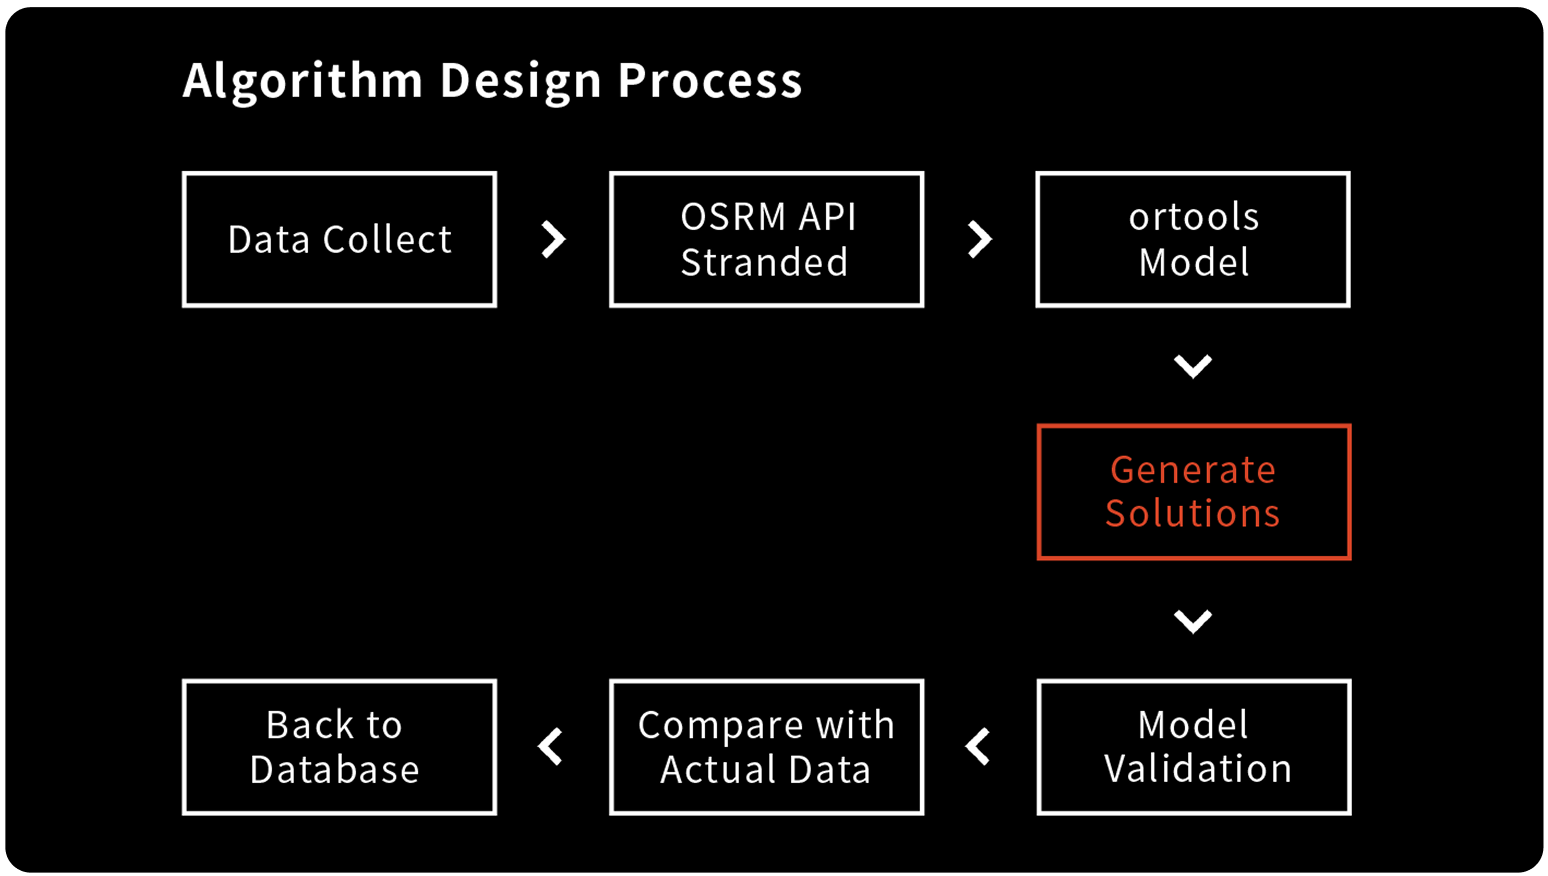 Algorithm Design Process
Data Collect
OSRM API
Stranded
ortools
Model
Generate
Solutions
Model
Validation
Compare with
Actual Data
Back to
Database